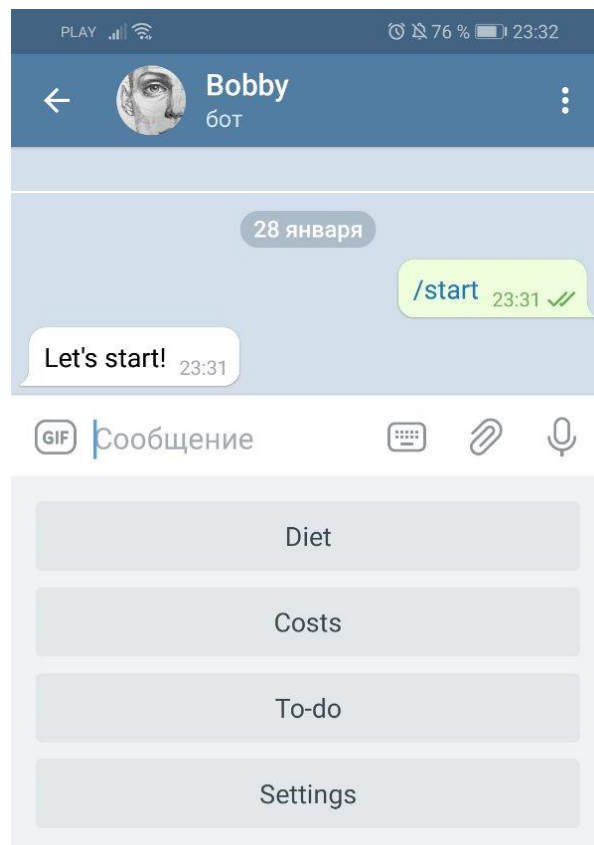 PLAY 76 % 23:32
Bobby
бот
28 января
/start 23:31
Let's start! 23:31
GIF Сообщение
Diet
Costs
To-do
Settings